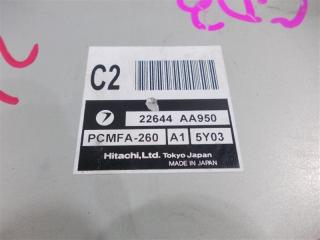 C2
22644 AA950
PCMFA-260 A1 5Y03
Hitachi,Ltd. Tokyo Japan
MADE IN JAPAN